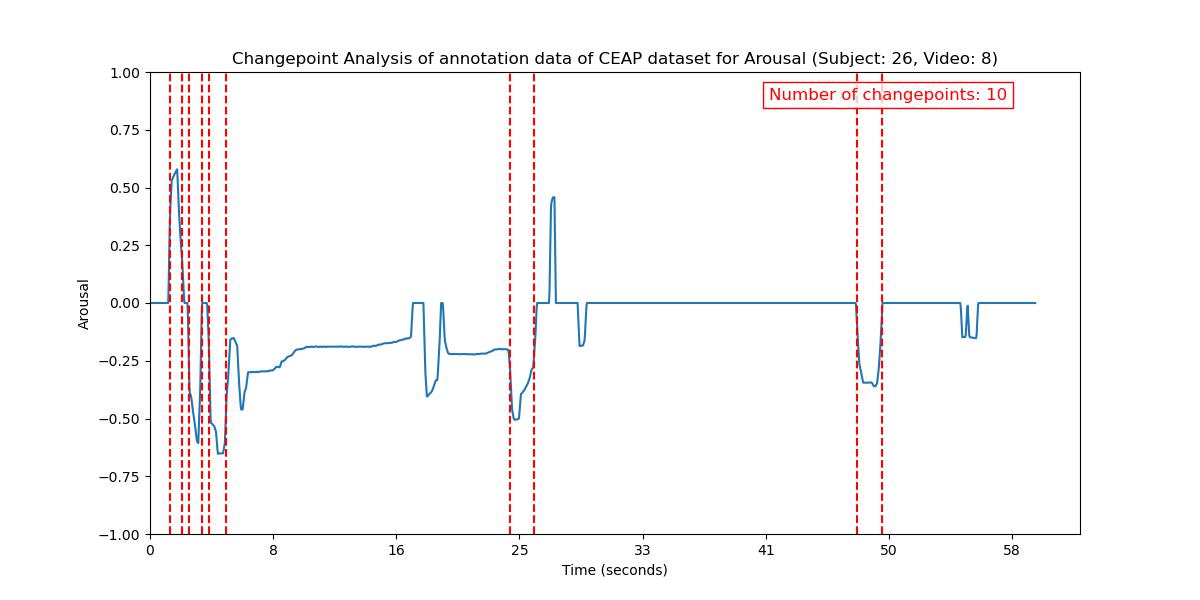 Changepoint Analysis of annotation data of CEAP dataset for Arousal (Subject: 26, Video: 8)
Number of changepoints: 10
1.00
0.75
0.50
0.25
0.00
−0.25
−0.50
−0.75
−1.00
Arousal
0 8 16 25 33 41 50 58
Time (seconds)